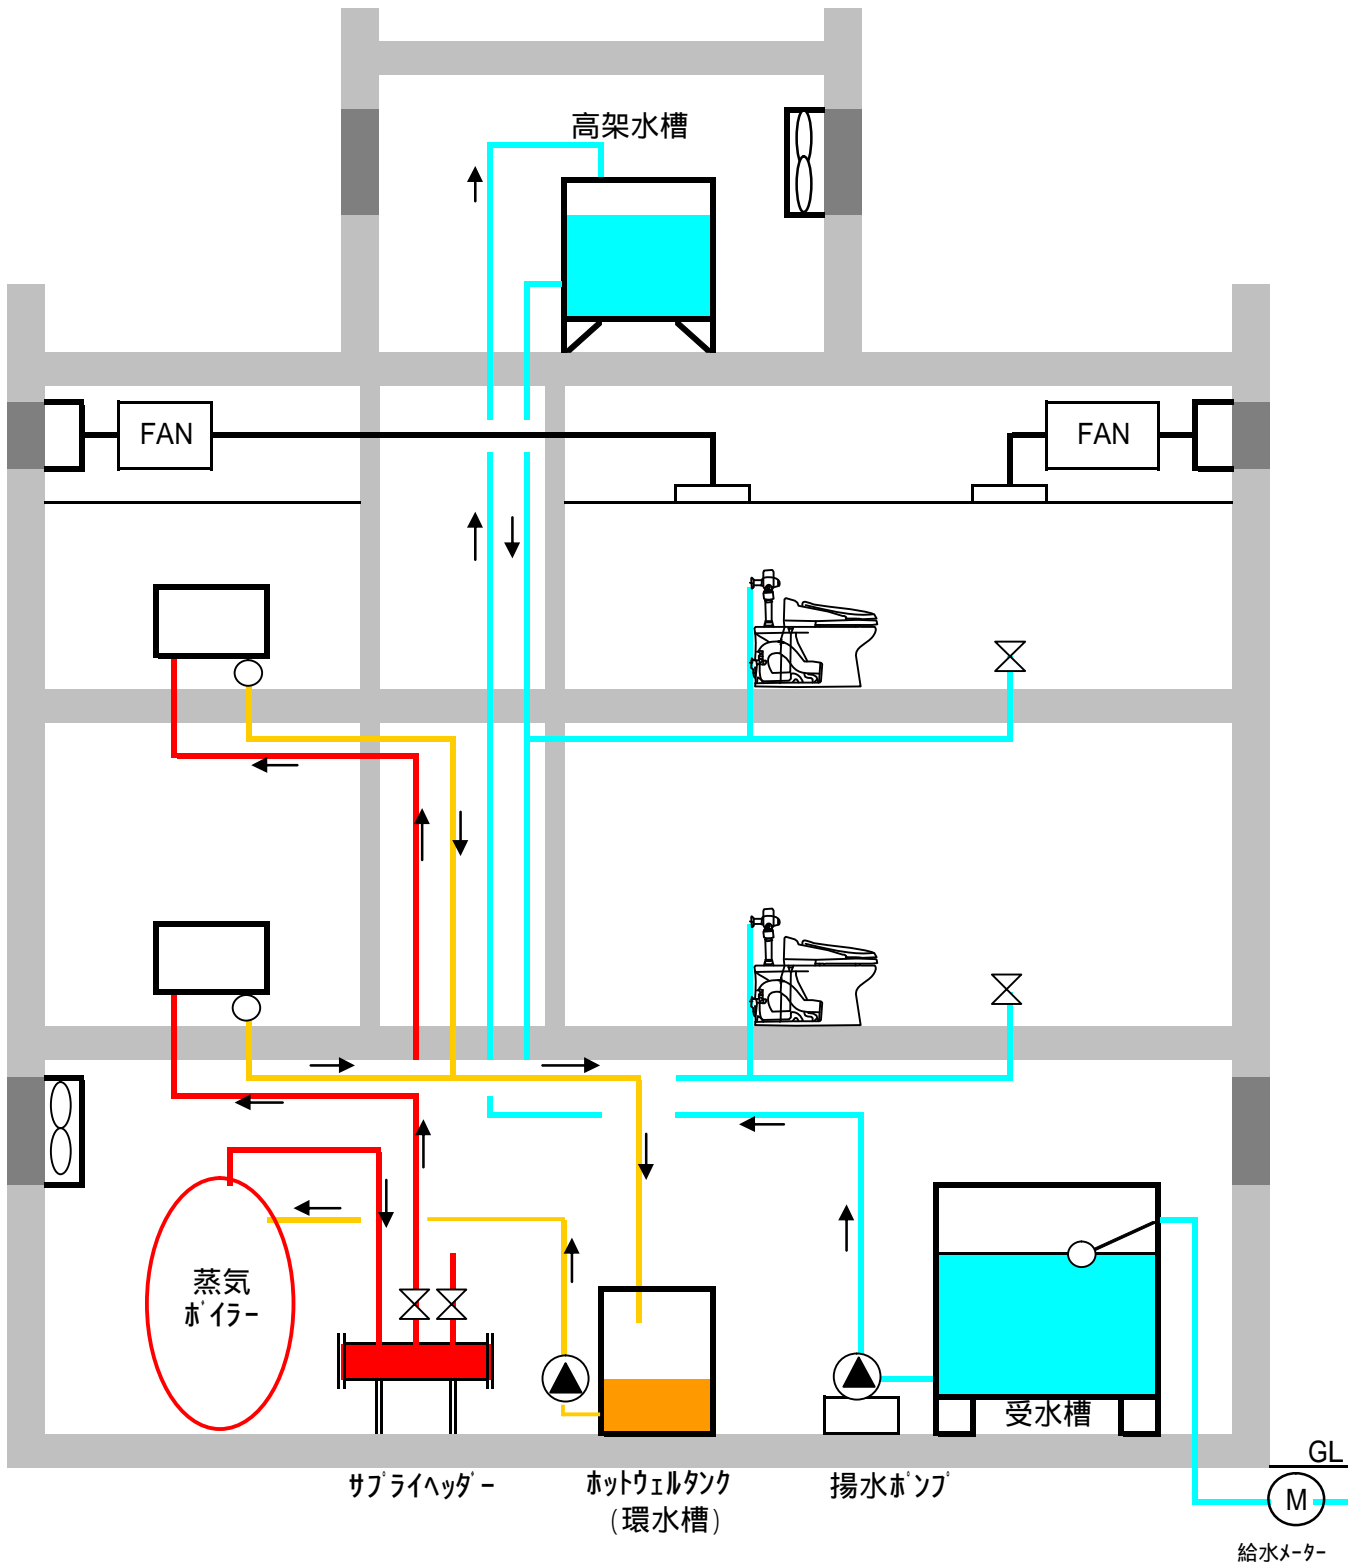 高架水槽
FAN
FAN
蒸気
ﾎﾞｲﾗｰ
受水槽
GL
ｻﾌﾟﾗｲﾍｯﾀﾞｰ
ﾎｯﾄｳｪﾙﾀﾝｸ
(環水槽)
揚水ﾎﾟﾝﾌﾟ
M
給水ﾒｰﾀｰ